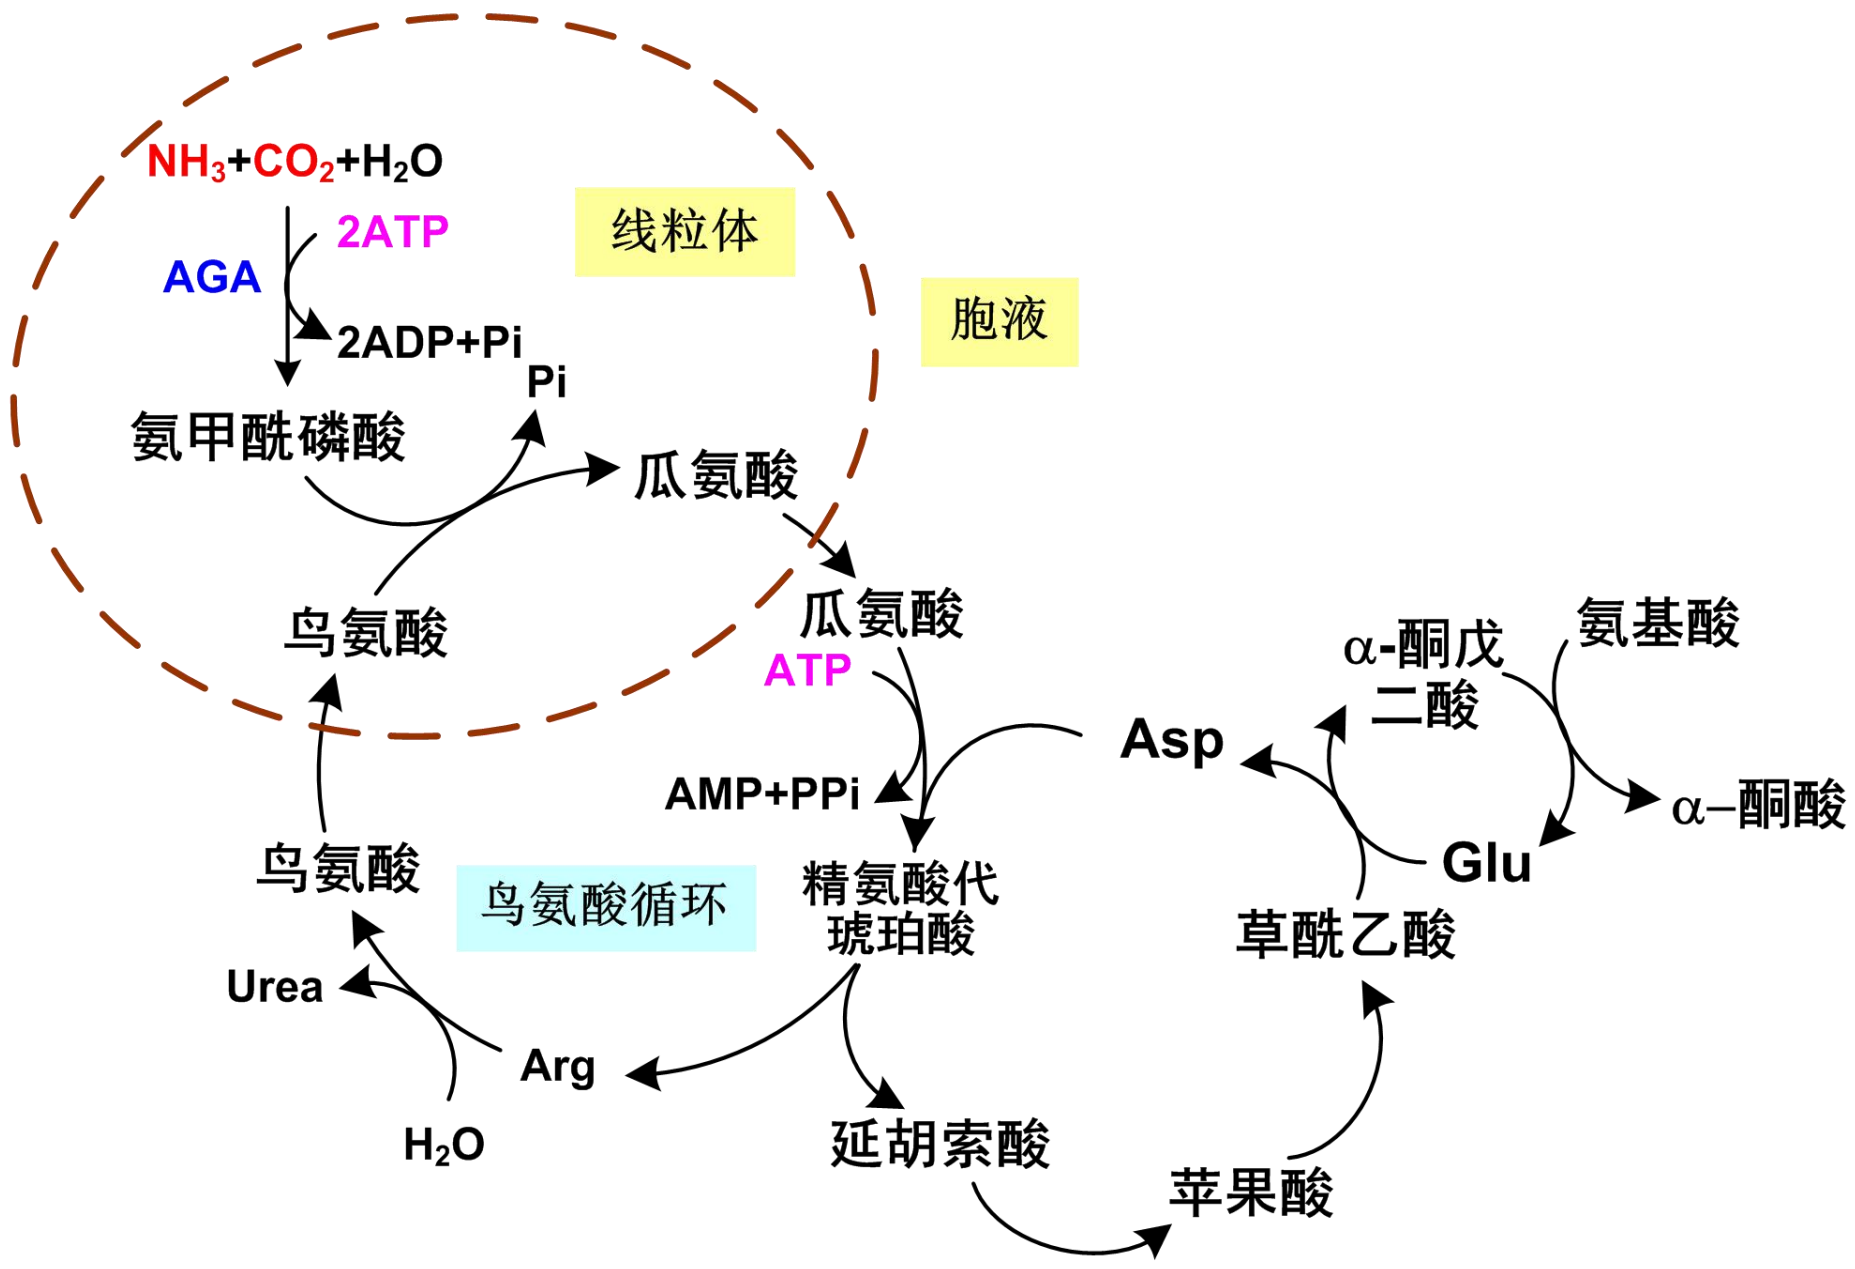 NH₃+CO₂+H₂O
2ATP
线粒体
AGA
胞液
2ADP+Pi
Pi
氨甲酰磷酸
瓜氨酸
瓜氨酸
鸟氨酸
ATP
α-酮戊
二酸
氨基酸
Asp
AMP+PPi
α–酮酸
鸟氨酸
鸟氨酸循环
精氨酸代
琥珀酸
Glu
草酰乙酸
Urea
Arg
H₂O
延胡索酸
苹果酸